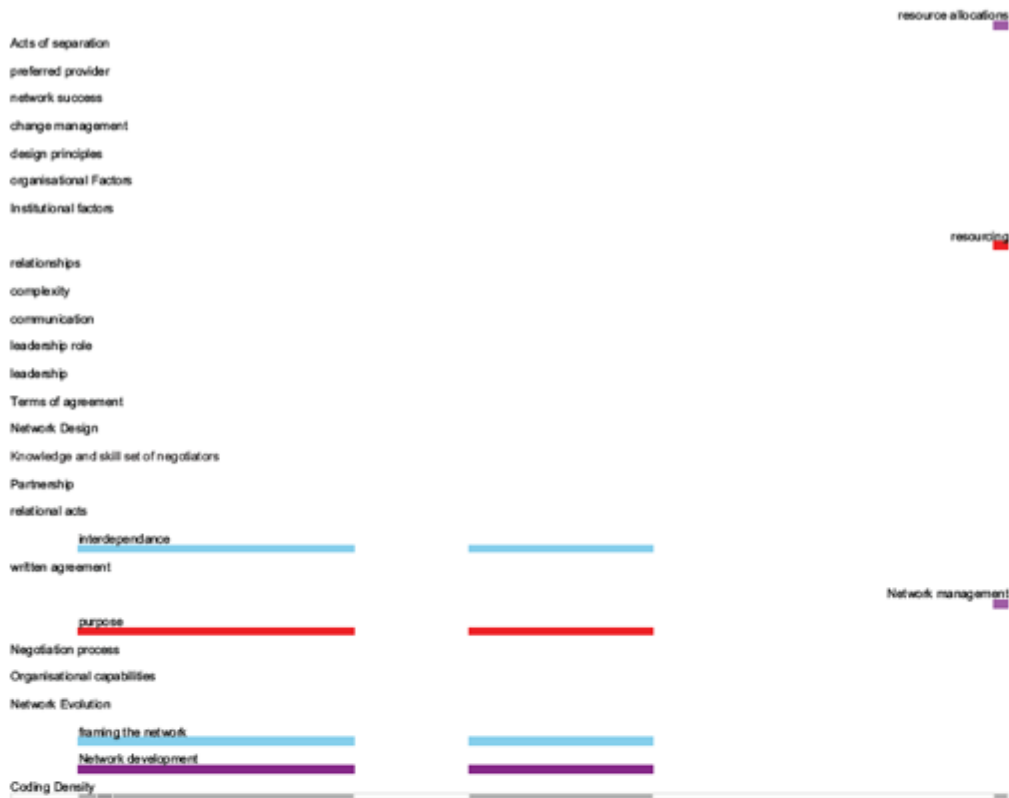 resource allocations
Acts of separation
preferred provider
network success
change management
design principles
organisational Factors
Institutional factors
resourcing
relationships
complexity
communication
leadership role
leadership
Terms of agreement
Network Design
Knowledge and skill set of negotiators
Partnership
relational acts
interdependance
written agreement
Network management
purpose
Negotiation process
Organisational capabilities
Network Evolution
framing the network
Network development
Coding Density